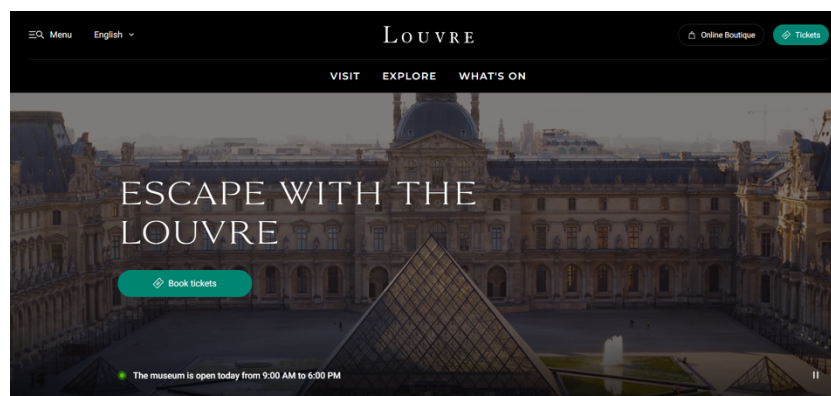 Menu
English
LOUVRE
Online Boutique
Tickets
VISIT
EXPLORE
WHAT'S ON
ESCAPE WITH THE
LOUVRE
Book tickets
The museum is open today from 9:00 AM to 6:00 PM